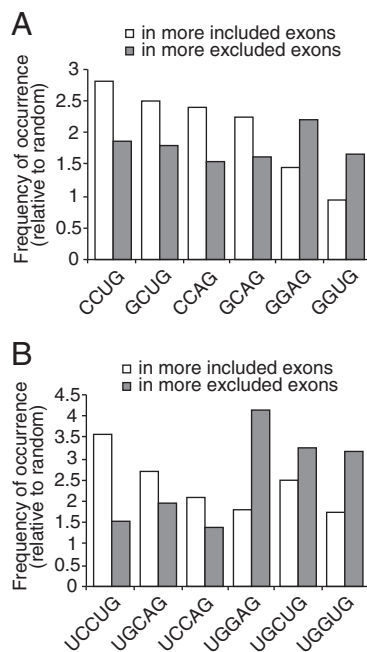 A
in more included exons
in more excluded exons
Frequency of occurrence
(relative to random)
3
2.5
2
1.5
1
0.5
0
CCUG
GCUG
CCAG
GCAG
GGAG
GGUG
B
in more included exons
in more excluded exons
Frequency of occurrence
(relative to random)
4.5
4
3.5
3
2.5
2
1.5
1
0.5
0
UCCUG
UGCAG
UCCAG
UGGAG
UGCUG
UGGUG